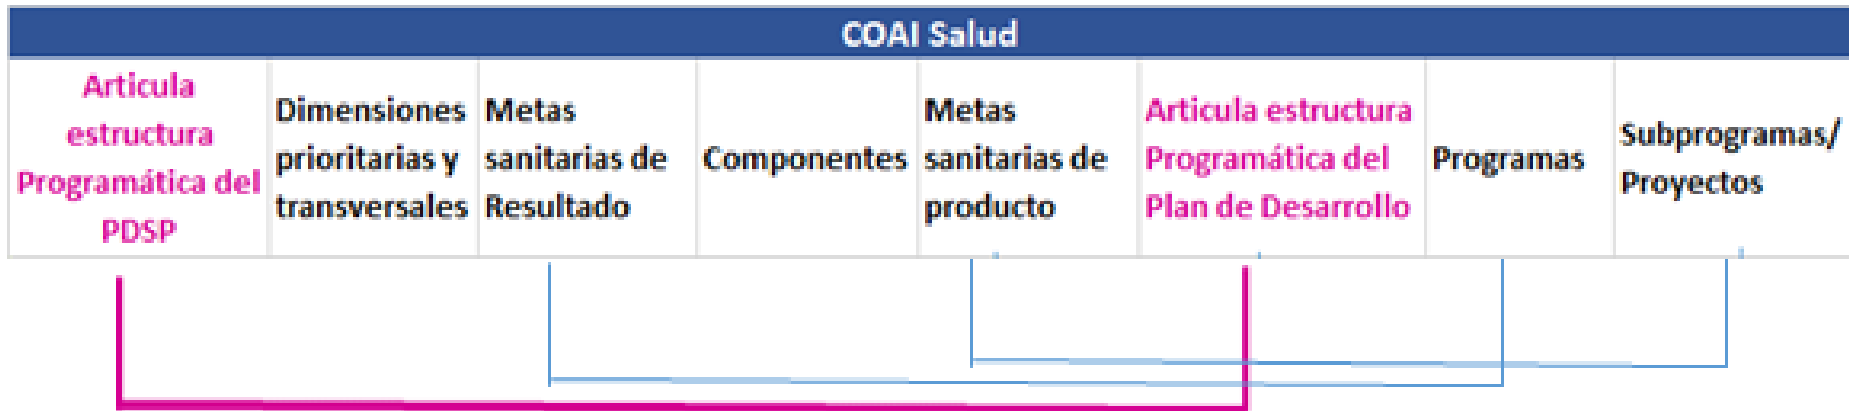 COAI Salud
Articula
estructura
Programática del
PDSP
Dimensiones
prioritarias y
transversales
Metas
sanitarias de
Resultado
Componentes
Metas
sanitarias de
producto
Articula estructura
Programática del
Plan de Desarrollo
Programas
Subprogramas/
Proyectos